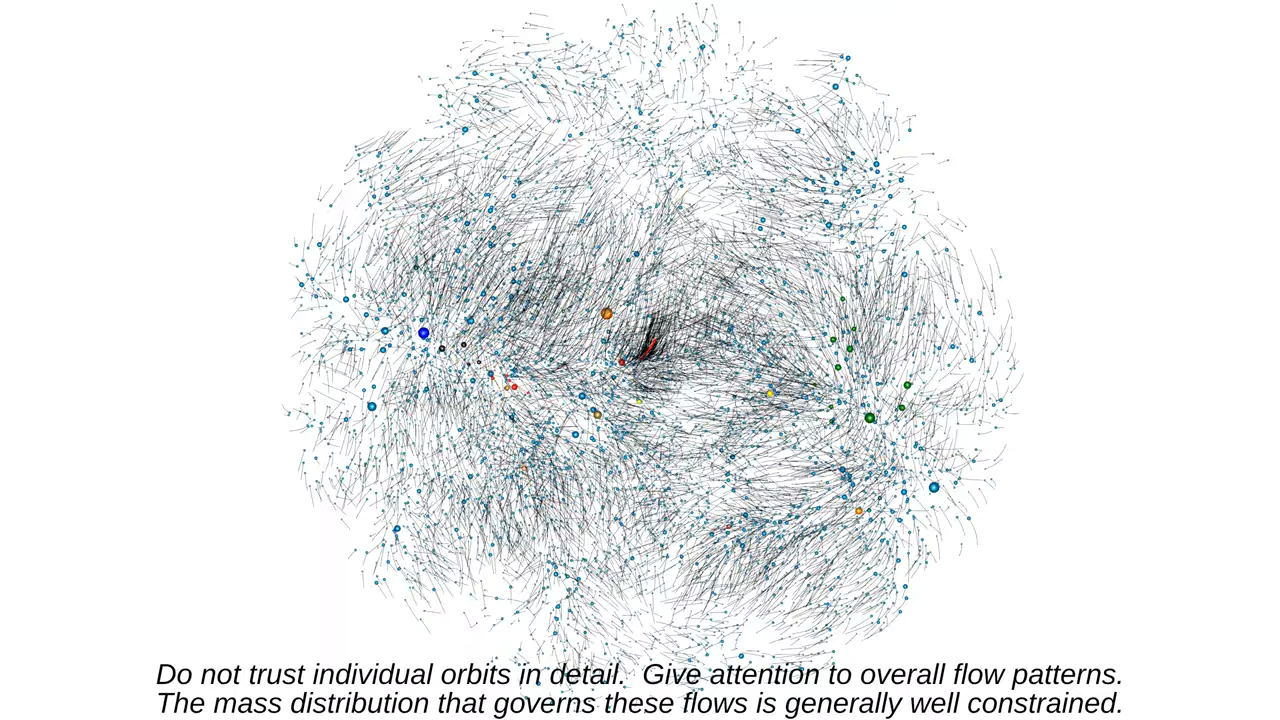 Do not trust individual orbits in detail.  Give attention to overall flow patterns.
The mass distribution that governs these flows is generally well constrained.